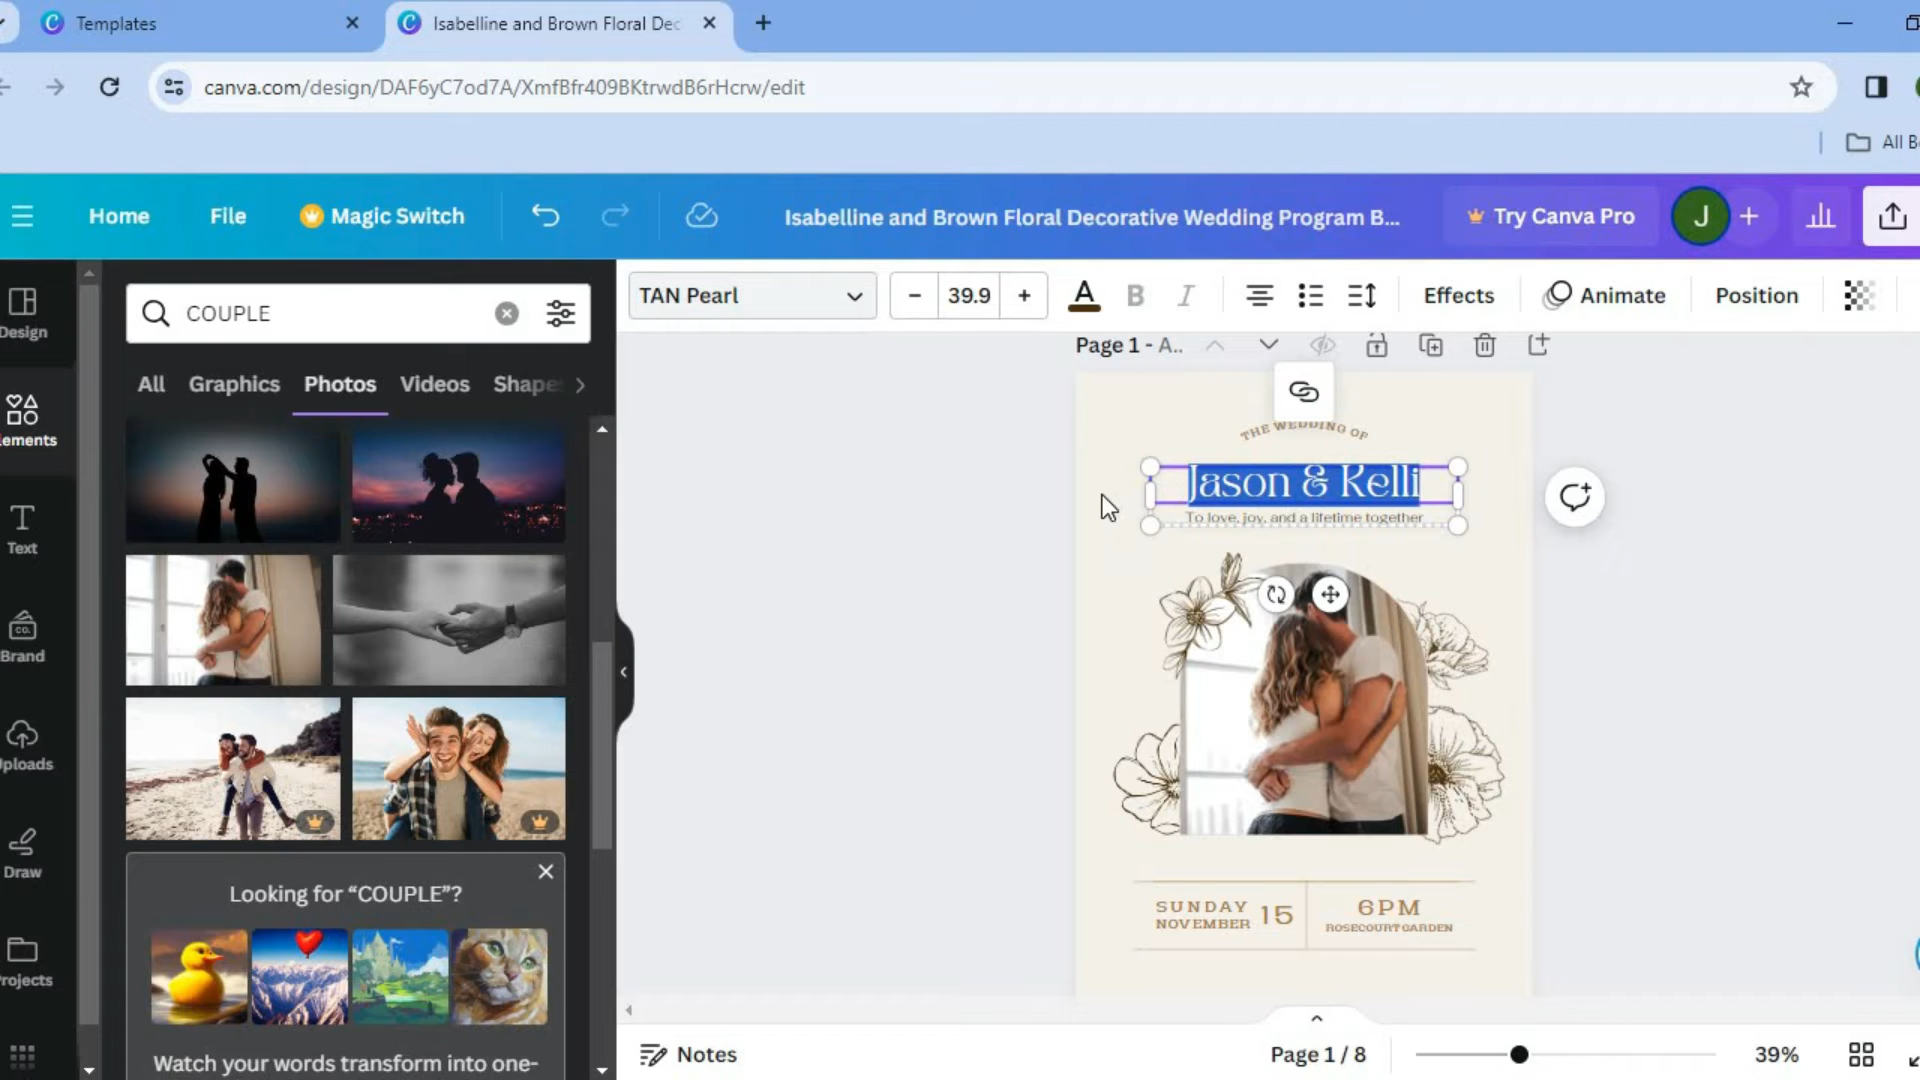 Templates
Isabelline and Brown Floral Dec
canva.com/design/DAF6yC7od7A/XmfBfr409BKtrwdB6rHcrw/edit
All B
Home File Magic Switch Isabelline and Brown Floral Decorative Wedding Program B... Try Canva Pro J
TAN Pearl 39.9 A B I Effects Animate Position
COUPLE
All Graphics Photos Videos Shape
Design
lements
Text
CO.
Brand
ploads
Draw
rojects
Looking for “COUPLE”?
Watch your words transform into one-
Page 1 - A..
THE WEDDING OF
Jason & Kelli
To love, joy, and a lifetime together
SUNDAY
NOVEMBER 15
6PM
ROSECOURT GARDEN
Notes Page 1 / 8 39%